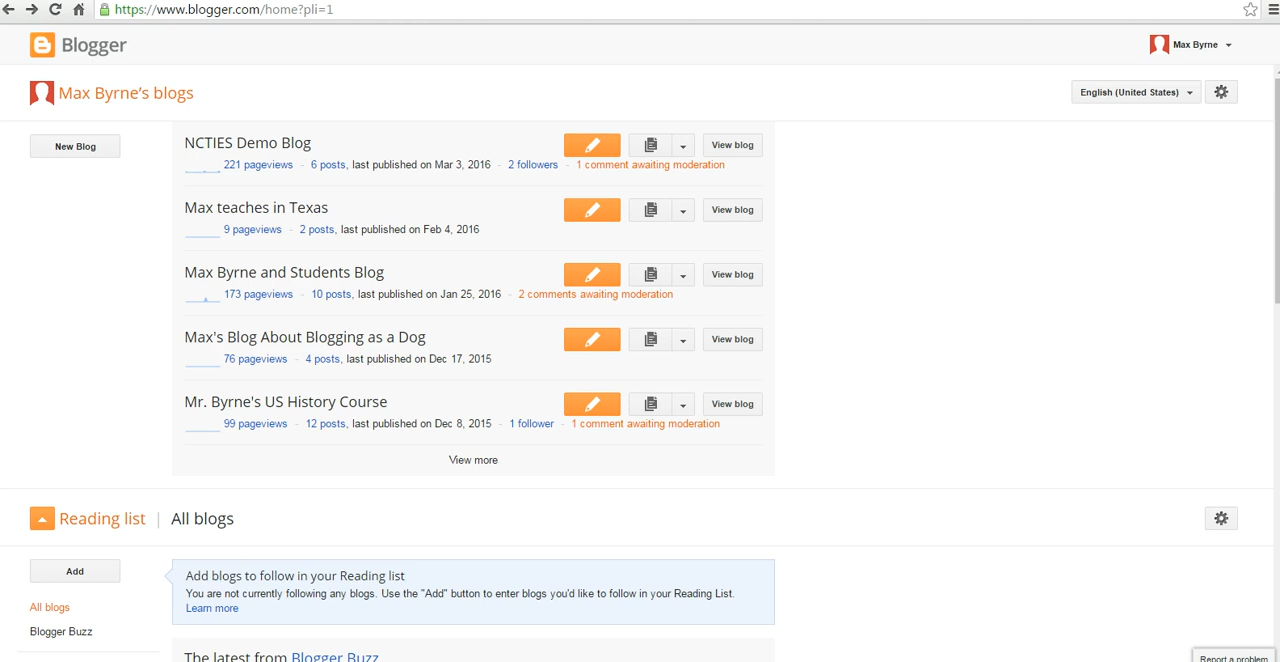 https://www.blogger.com/home?pli=1
Blogger
Max Byrne
Max Byrne's blogs
English (United States)
New Blog
NCTIES Demo Blog
View blog
221 pageviews - 6 posts, last published on Mar 3, 2016 - 2 followers - 1 comment awaiting moderation
Max teaches in Texas
View blog
9 pageviews - 2 posts, last published on Feb 4, 2016
Max Byrne and Students Blog
View blog
173 pageviews - 10 posts, last published on Jan 25, 2016 - 2 comments awaiting moderation
Max's Blog About Blogging as a Dog
View blog
76 pageviews - 4 posts, last published on Dec 17, 2015
Mr. Byrne's US History Course
View blog
99 pageviews - 12 posts, last published on Dec 8, 2015 - 1 follower - 1 comment awaiting moderation
View more
Reading list | All blogs
Add
Add blogs to follow in your Reading list
You are not currently following any blogs. Use the "Add" button to enter blogs you'd like to follow in your Reading List.
Learn more
All blogs
Blogger Buzz
The latest from Blogger Buzz
Report a problem